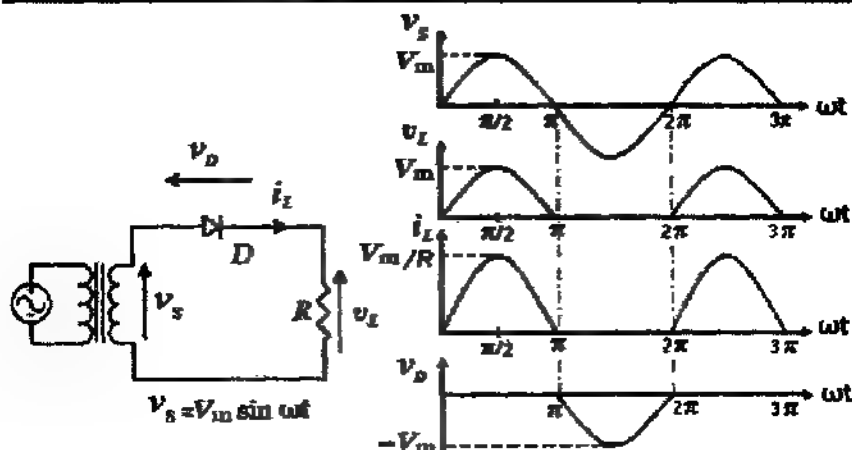 v_D
i_L
D
v_S
R
v_L
v_S = V_m sin ωt
v_S
V_m
π/2 π 2π 3π ωt
v_L
V_m
π/2 π 2π 3π ωt
i_L
V_m/R
π/2 π 2π 3π ωt
v_D
π 2π 3π ωt
-V_m